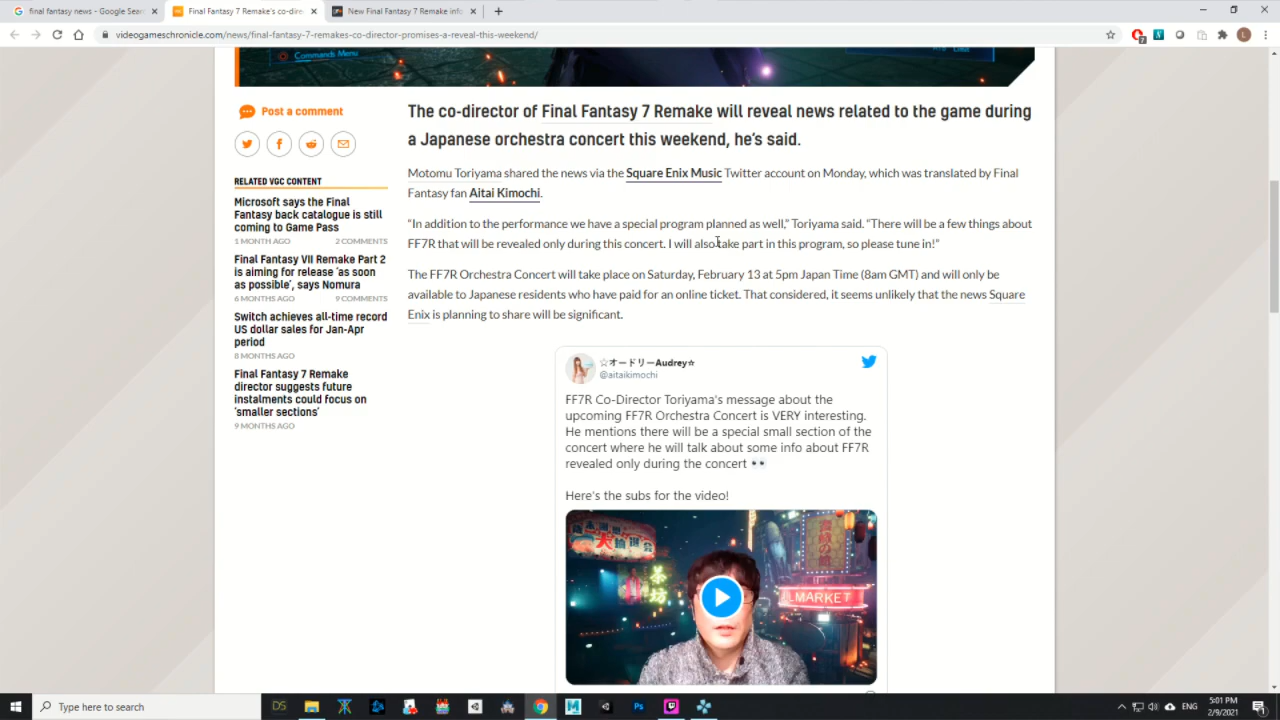 final fantasy news - Google Sear
Final Fantasy 7 Remake's co-dire
New Final Fantasy 7 Remake info
videogameschronicle.com/news/final-fantasy-7-remakes-co-director-promises-a-reveal-this-weekend/
Commands Menu
Post a comment
RELATED VGC CONTENT
Microsoft says the Final
Fantasy back catalogue is still
coming to Game Pass
1 MONTH AGO 2 COMMENTS
Final Fantasy VII Remake Part 2
is aiming for release 'as soon
as possible', says Nomura
6 MONTHS AGO 9 COMMENTS
Switch achieves all-time record
US dollar sales for Jan-Apr
period
8 MONTHS AGO
Final Fantasy 7 Remake
director suggests future
instalments could focus on
'smaller sections'
9 MONTHS AGO
The co-director of Final Fantasy 7 Remake will reveal news related to the game during
a Japanese orchestra concert this weekend, he's said.
Motomu Toriyama shared the news via the Square Enix Music Twitter account on Monday, which was translated by Final
Fantasy fan Aitai Kimochi.
“In addition to the performance we have a special program planned as well,” Toriyama said. “There will be a few things about
FF7R that will be revealed only during this concert. I will also take part in this program, so please tune in!”
The FF7R Orchestra Concert will take place on Saturday, February 13 at 5pm Japan Time (8am GMT) and will only be
available to Japanese residents who have paid for an online ticket. That considered, it seems unlikely that the news Square
Enix is planning to share will be significant.
☆オードリーAudrey☆
@aitaikimochi
FF7R Co-Director Toriyama's message about the
upcoming FF7R Orchestra Concert is VERY interesting.
He mentions there will be a special small section of the
concert where he will talk about some info about FF7R
revealed only during the concert 👀
Here's the subs for the video!
茶坊
MARKET
Type here to search
DS
Ps
ENG
5:01 PM
2/9/2021